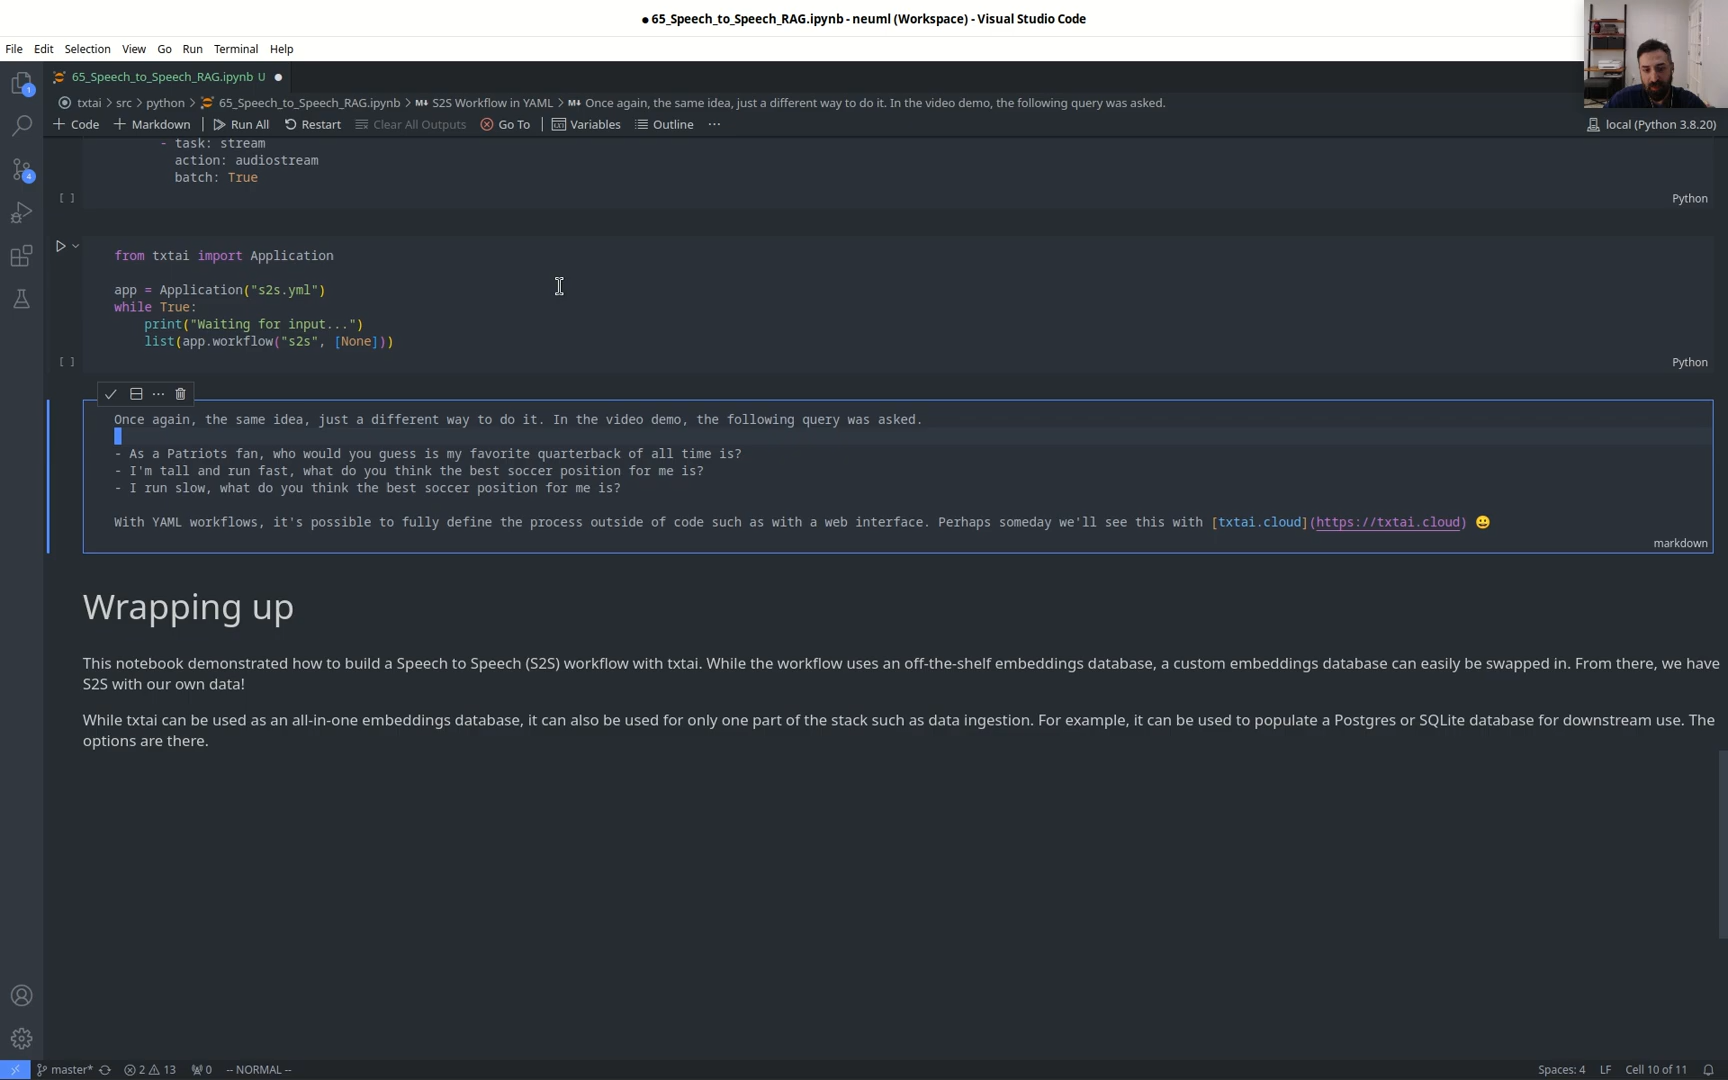 ● 65_Speech_to_Speech_RAG.ipynb - neuml (Workspace) - Visual Studio Code
File Edit Selection View Go Run Terminal Help
65_Speech_to_Speech_RAG.ipynb U ●
txtai > src > python > 65_Speech_to_Speech_RAG.ipynb > M↓ S2S Workflow in YAML > M↓ Once again, the same idea, just a different way to do it. In the video demo, the following query was asked.
+ Code + Markdown Run All Restart Clear All Outputs Go To Variables Outline ... local (Python 3.8.20)
- task: stream
action: audiostream
batch: True
[ ] Python
from txtai import Application
app = Application("s2s.yml")
while True:
print("Waiting for input...")
list(app.workflow("s2s", [None]))
[ ] Python
Once again, the same idea, just a different way to do it. In the video demo, the following query was asked.
- As a Patriots fan, who would you guess is my favorite quarterback of all time is?
- I'm tall and run fast, what do you think the best soccer position for me is?
- I run slow, what do you think the best soccer position for me is?
With YAML workflows, it's possible to fully define the process outside of code such as with a web interface. Perhaps someday we'll see this with [txtai.cloud](https://txtai.cloud) 😀
markdown
Wrapping up
This notebook demonstrated how to build a Speech to Speech (S2S) workflow with txtai. While the workflow uses an off-the-shelf embeddings database, a custom embeddings database can easily be swapped in. From there, we have
S2S with our own data!
While txtai can be used as an all-in-one embeddings database, it can also be used for only one part of the stack such as data ingestion. For example, it can be used to populate a Postgres or SQLite database for downstream use. The
options are there.
1
4
master* 2 13 0 -- NORMAL -- Spaces: 4 LF Cell 10 of 11